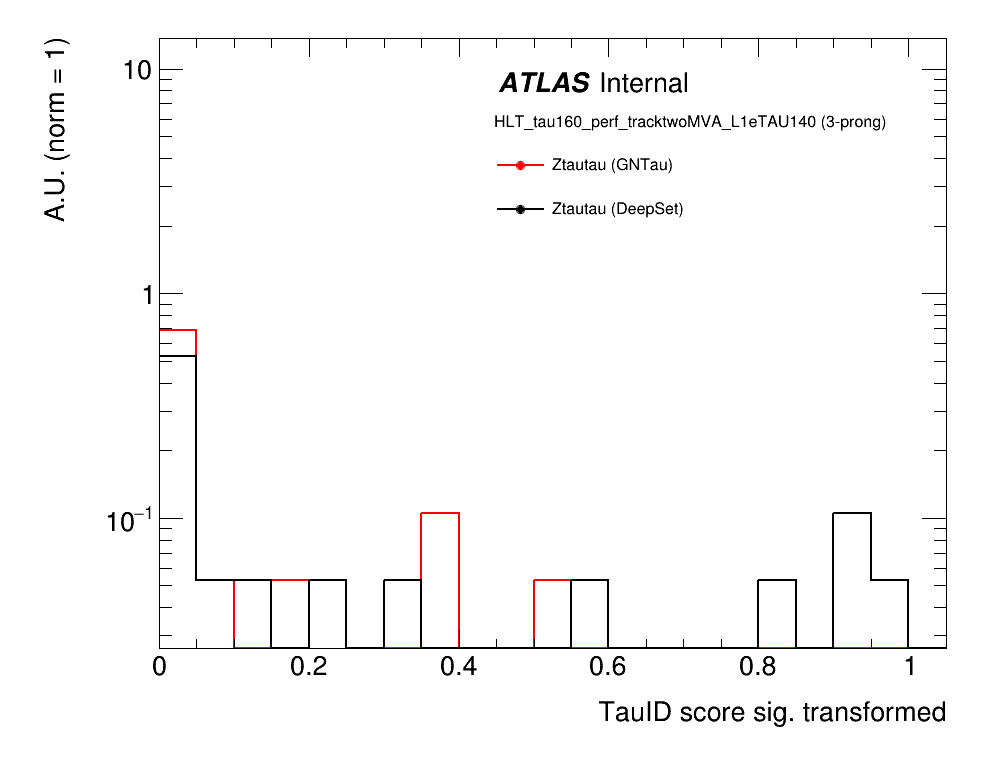 A.U. (norm = 1)
10
1
10⁻¹
ATLAS Internal
HLT_tau160_perf_tracktwoMVA_L1eTAU140 (3-prong)
Ztautau (GNTau)
Ztautau (DeepSet)
0 0.2 0.4 0.6 0.8 1
TauID score sig. transformed